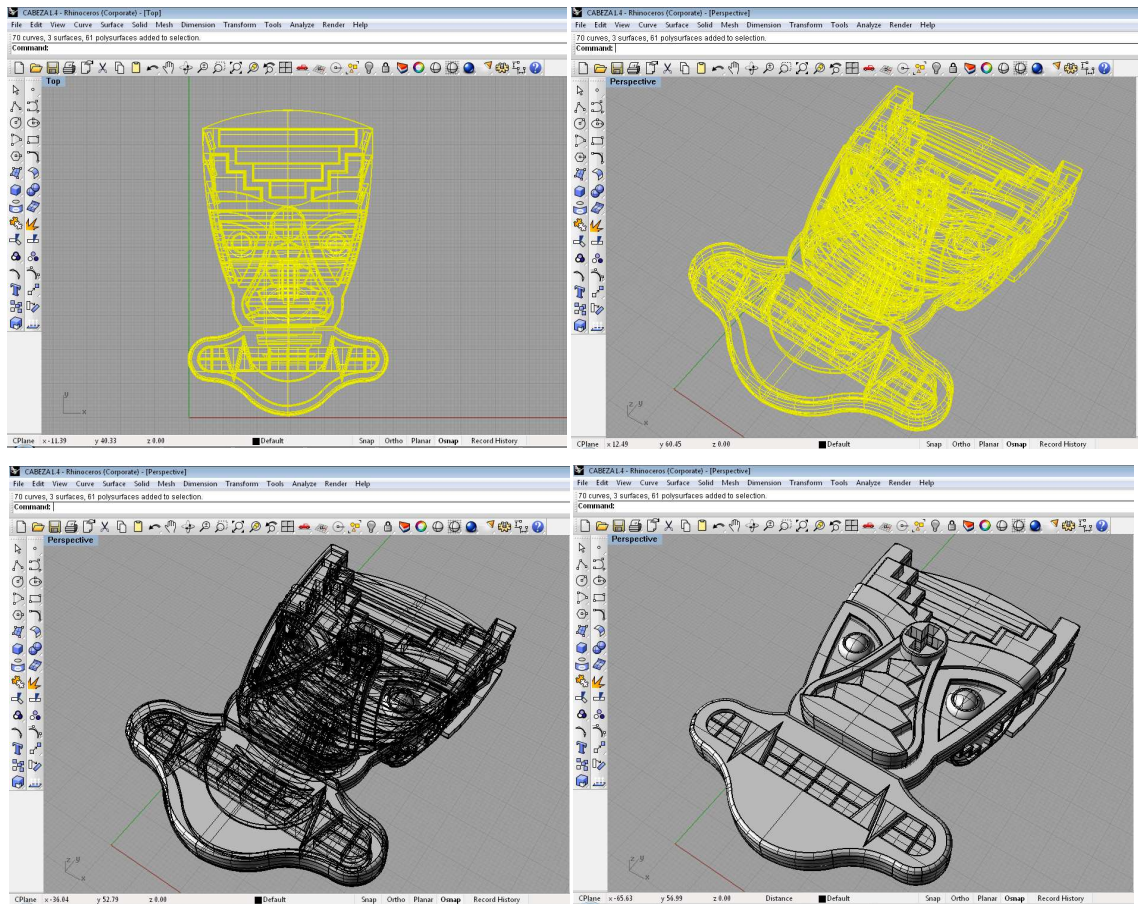 CABEZA1.4 - Rhinoceros (Corporate) - [Top]
File Edit View Curve Surface Solid Mesh Dimension Transform Tools Analyze Render Help
70 curves, 3 surfaces, 61 polysurfaces added to selection.
Command:
Top
y
x
CPlane x -11.39 y 40.33 z 0.00 Default Snap Ortho Planar Osnap Record History
CABEZA1.4 - Rhinoceros (Corporate) - [Perspective]
File Edit View Curve Surface Solid Mesh Dimension Transform Tools Analyze Render Help
70 curves, 3 surfaces, 61 polysurfaces added to selection.
Command:
Perspective
z y
x
CPlane x 12.49 y 60.45 z 0.00 Default Snap Ortho Planar Osnap Record History
CABEZA1.4 - Rhinoceros (Corporate) - [Perspective]
File Edit View Curve Surface Solid Mesh Dimension Transform Tools Analyze Render Help
70 curves, 3 surfaces, 61 polysurfaces added to selection.
Command:
Perspective
z y
x
CPlane x -36.04 y 52.79 z 0.00 Default Snap Ortho Planar Osnap Record History
CABEZA1.4 - Rhinoceros (Corporate) - [Perspective]
File Edit View Curve Surface Solid Mesh Dimension Transform Tools Analyze Render Help
70 curves, 3 surfaces, 61 polysurfaces added to selection.
Command:
Perspective
z y
x
CPlane x -65.63 y 56.99 z 0.00 Distance Default Snap Ortho Planar Osnap Record History